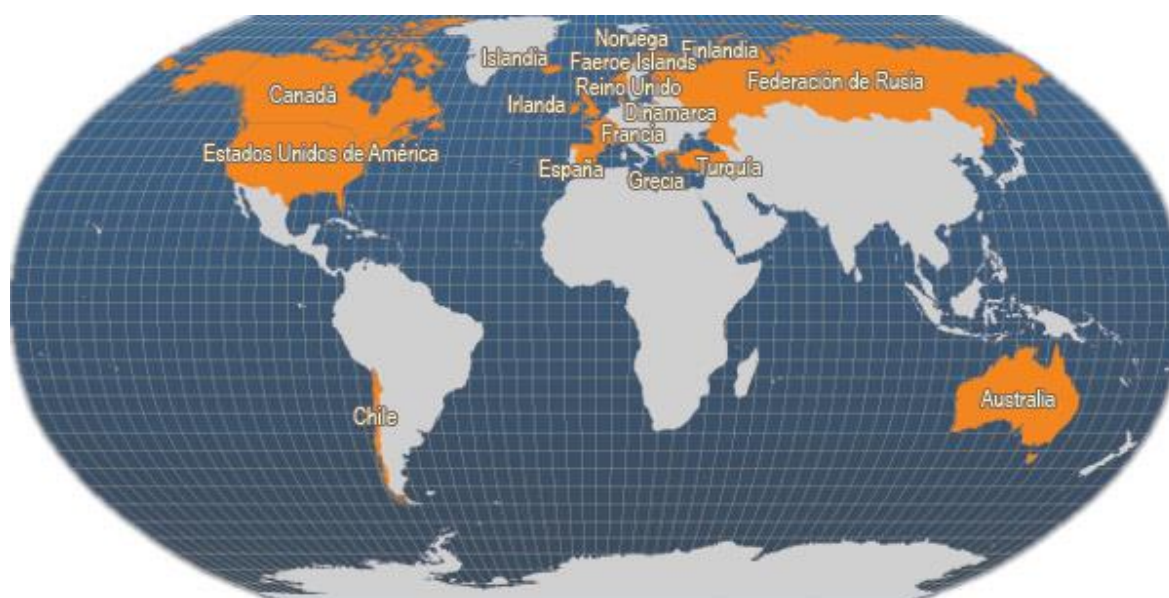 Noruega
Islandia
Finlandia
Faeroe Islands
Federación de Rusia
Reino Unido
Canadá
Irlanda
Dinamarca
Francia
Estados Unidos de América
España
Turquía
Grecia
Australia
Chile